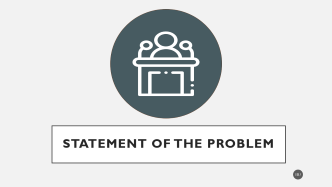 STATEMENT OF THE PROBLEM